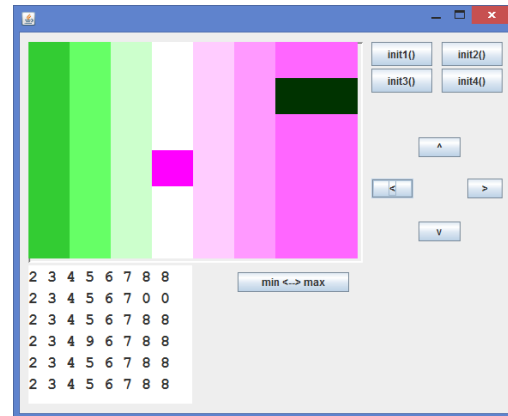 init1() init2()
init3() init4()
^
< >
v
min <--> max
2 3 4 5 6 7 8 8
2 3 4 5 6 7 0 0
2 3 4 5 6 7 8 8
2 3 4 9 6 7 8 8
2 3 4 5 6 7 8 8
2 3 4 5 6 7 8 8